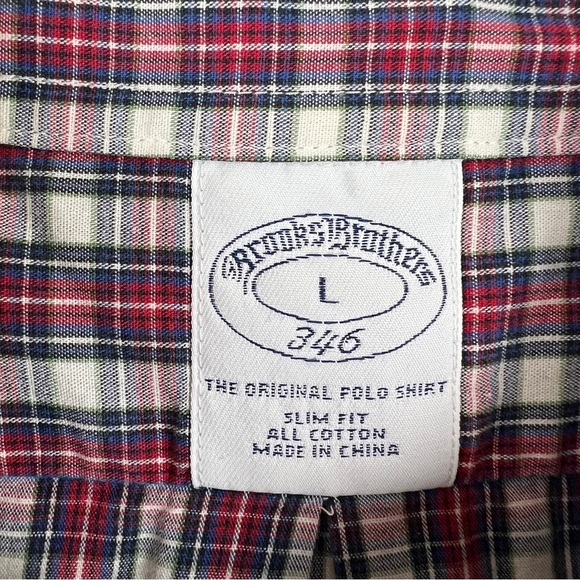 Brooks Brothers
L
346
THE ORIGINAL POLO SHIRT
SLIM FIT
ALL COTTON
MADE IN CHINA